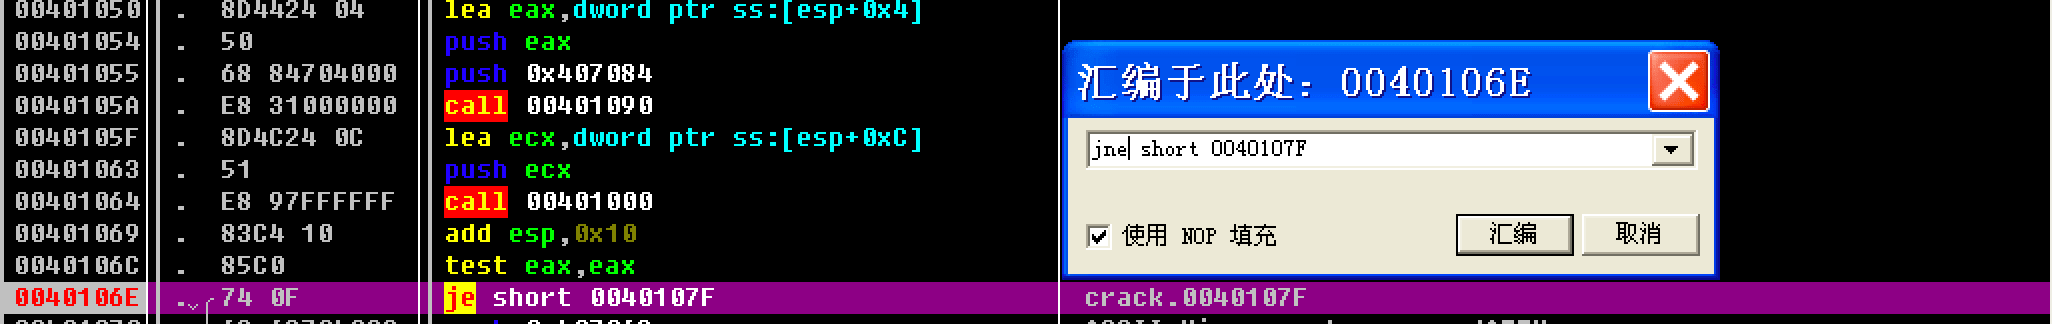 00401050 . 8D4424 04 lea eax,dword ptr ss:[esp+0x4]
00401054 . 50 push eax
00401055 . 68 84704000 push 0x407084
0040105A . E8 31000000 call 00401090
0040105F . 8D4C24 0C lea ecx,dword ptr ss:[esp+0xC]
00401063 . 51 push ecx
00401064 . E8 97FFFFFF call 00401000
00401069 . 83C4 10 add esp,0x10
0040106C . 85C0 test eax,eax
0040106E . 74 0F je short 0040107F crack.0040107F
汇编于此处：0040106E
jne short 0040107F
使用 NOP 填充 汇编 取消